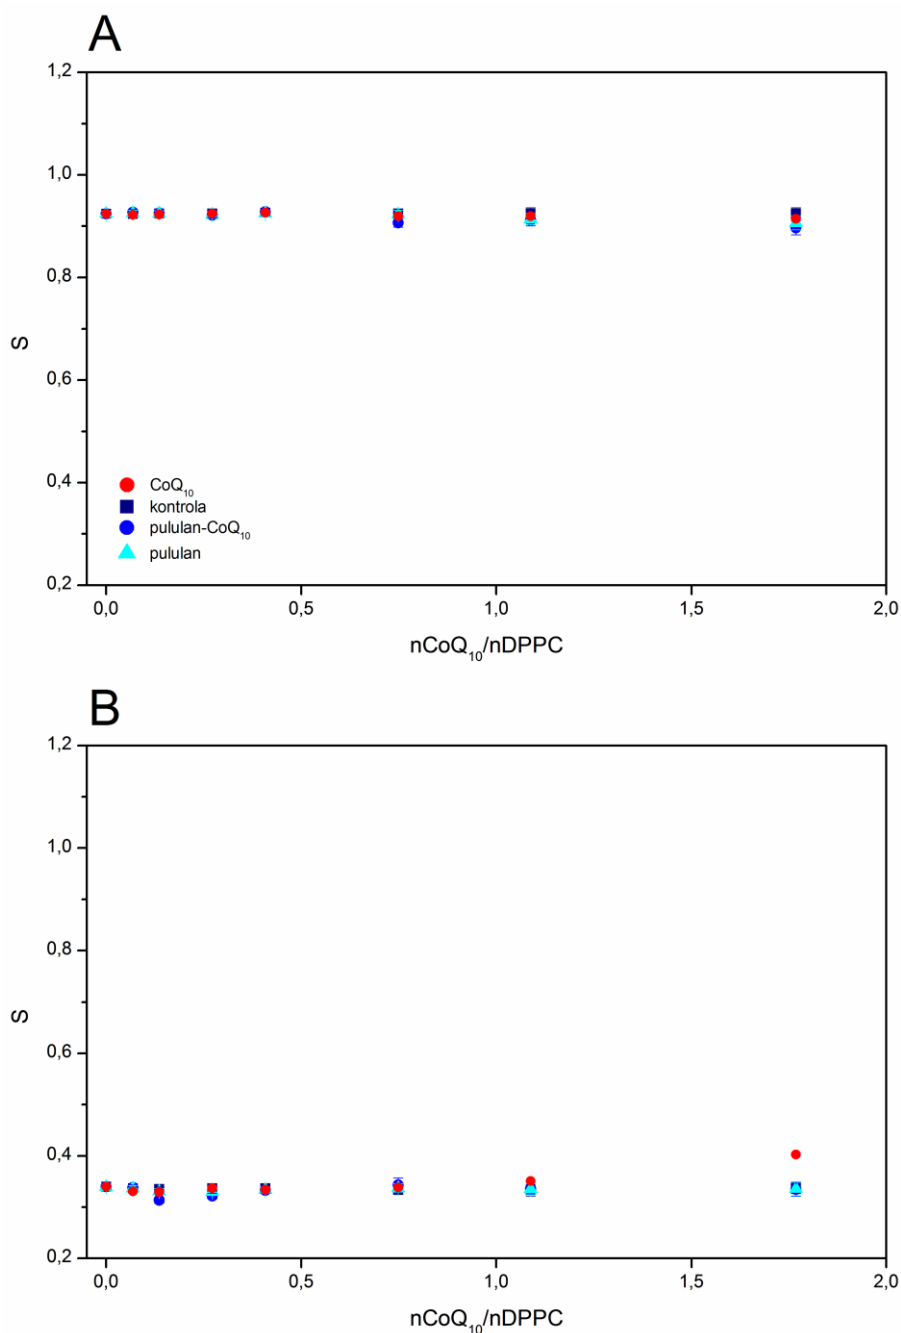 A
1,2
1,0
0,8
0,6
0,4
0,2
S
CoQ₁₀
kontrola
pululan-CoQ₁₀
pululan
0,0 0,5 1,0 1,5 2,0
nCoQ₁₀/nDPPC
B
1,2
1,0
0,8
0,6
0,4
0,2
S
0,0 0,5 1,0 1,5 2,0
nCoQ₁₀/nDPPC